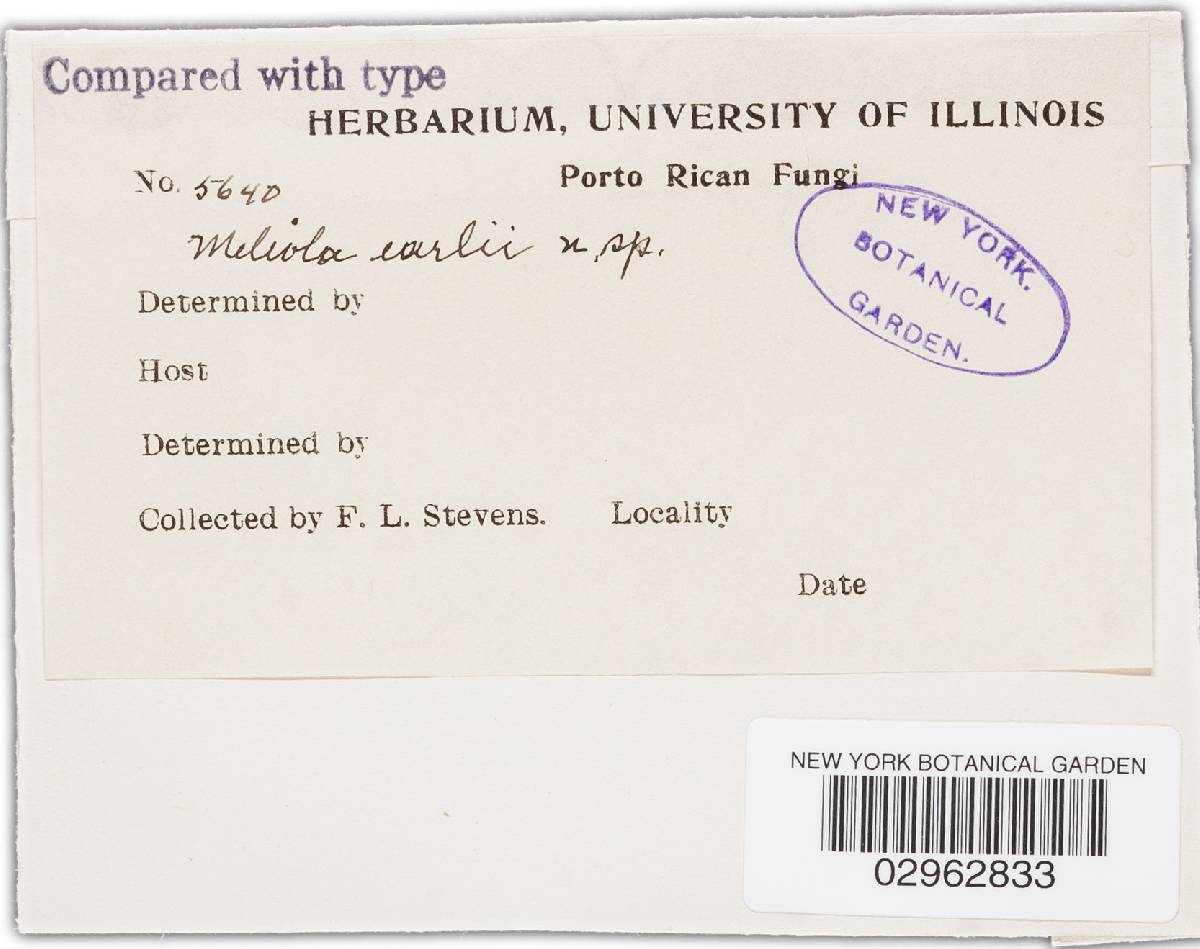 Compared with type
HERBARIUM, UNIVERSITY OF ILLINOIS
No. 5640 Porto Rican Fungi
Meliola earlii n. sp.
NEW YORK
BOTANICAL
GARDEN.
Determined by
Host
Determined by
Collected by F. L. Stevens. Locality
Date
NEW YORK BOTANICAL GARDEN
02962833